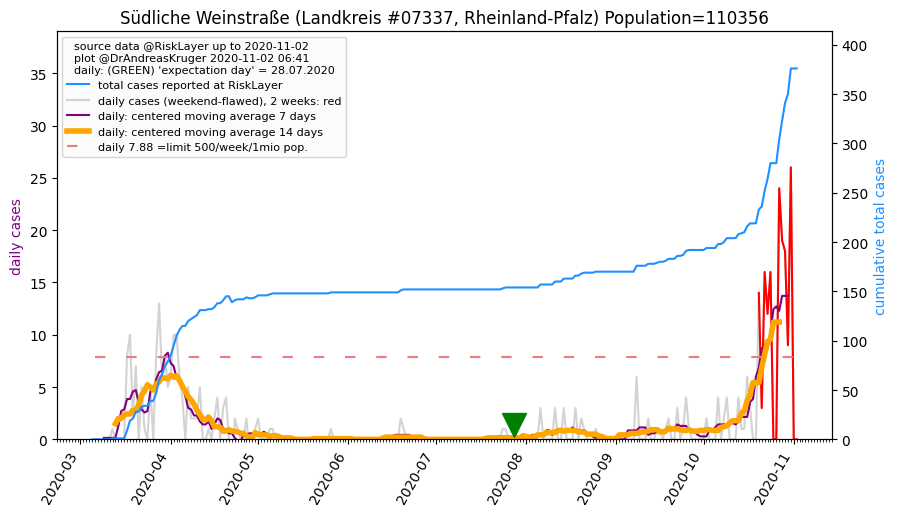 Südliche Weinstraße (Landkreis #07337, Rheinland-Pfalz) Population=110356
source data @RiskLayer up to 2020-11-02
plot @DrAndreasKruger 2020-11-02 06:41
daily: (GREEN) 'expectation day' = 28.07.2020
total cases reported at RiskLayer
daily cases (weekend-flawed), 2 weeks: red
daily: centered moving average 7 days
daily: centered moving average 14 days
daily 7.88 =limit 500/week/1mio pop.
daily cases
35
30
25
20
15
10
5
0
cumulative total cases
400
350
300
250
200
150
100
50
0
2020-03
2020-04
2020-05
2020-06
2020-07
2020-08
2020-09
2020-10
2020-11